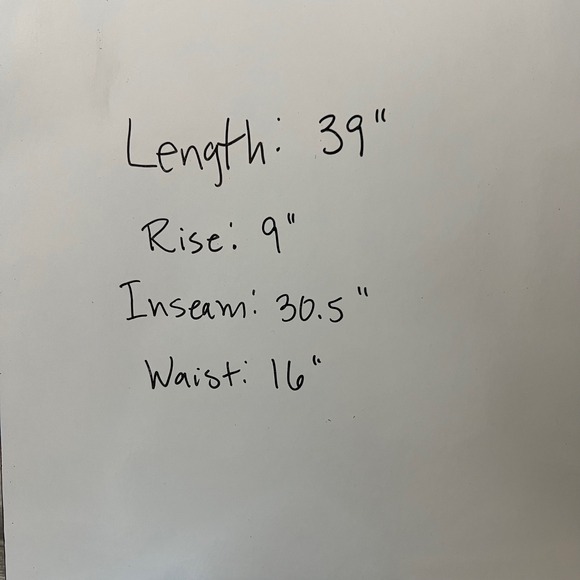 Length: 39"
Rise: 9"
Inseam: 30.5"
Waist: 16"